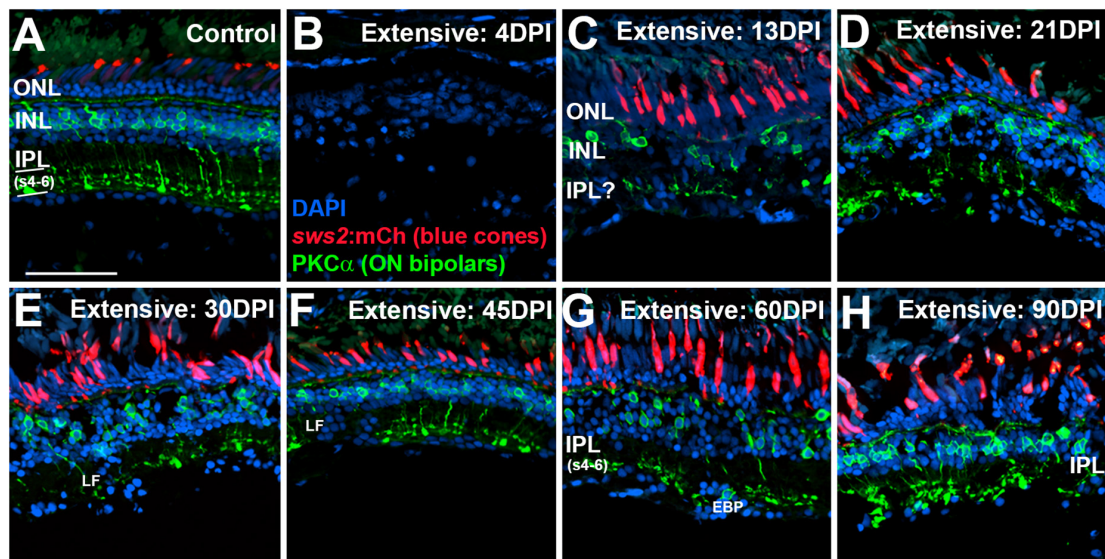 A Control
ONL
INL
IPL
(s4-6)
B Extensive: 4DPI
DAPI
sws2:mCh (blue cones)
PKCα (ON bipolars)
C Extensive: 13DPI
ONL
INL
IPL?
D Extensive: 21DPI
E Extensive: 30DPI
LF
F Extensive: 45DPI
LF
G Extensive: 60DPI
IPL
(s4-6)
EBP
H Extensive: 90DPI
IPL